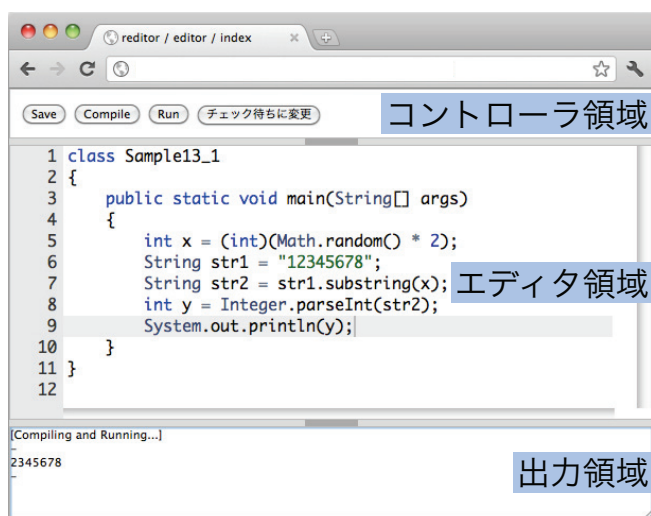 reditor / editor / index
Save Compile Run チェック待ちに変更 コントローラ領域
1 class Sample13_1
2 {
3 public static void main(String[] args)
4 {
5 int x = (int)(Math.random() * 2);
6 String str1 = "12345678";
7 String str2 = str1.substring(x);
エディタ領域
8 int y = Integer.parseInt(str2);
9 System.out.println(y);
10 }
11 }
12
[Compiling and Running...]
–
2345678
–
出力領域